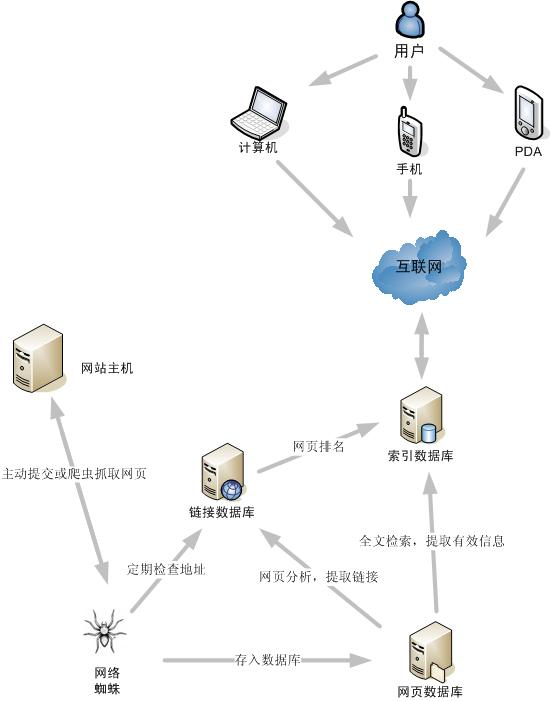 用户
计算机
手机
PDA
互联网
网站主机
网页排名
索引数据库
主动提交或爬虫抓取网页
链接数据库
全文检索，提取有效信息
定期检查地址
网页分析，提取链接
网络
蜘蛛
存入数据库
网页数据库